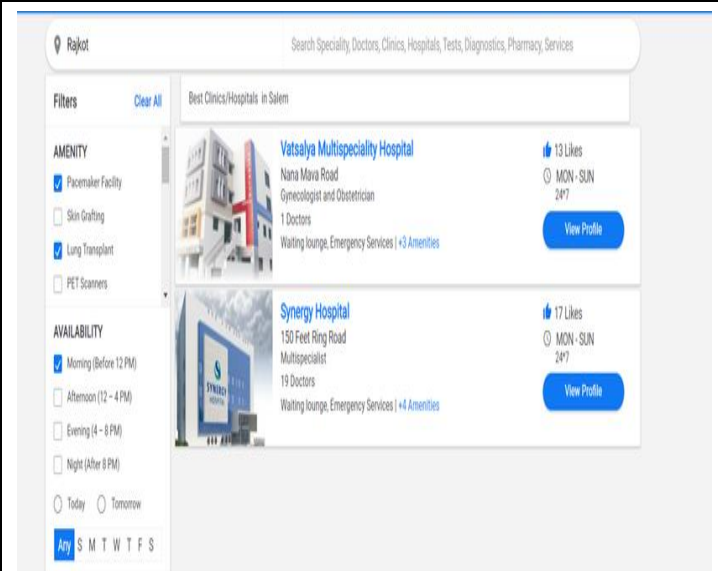 Rajkot
Search Speciality, Doctors, Clinics, Hospitals, Tests, Diagnostics, Pharmacy, Services
Filters Clear All
Best Clinics/Hospitals in Salem
AMENITY
Pacemaker Facility
Skin Grafting
Lung Transplant
PET Scanners
AVAILABILITY
Morning (Before 12 PM)
Afternoon (12 – 4 PM)
Evening (4 – 8 PM)
Night (After 8 PM)
Today Tomorrow
Any S M T W T F S
Vatsalya Multispeciality Hospital
Nana Mava Road
Gynecologist and Obstetrician
1 Doctors
Waiting lounge, Emergency Services | +3 Amenities
13 Likes
MON - SUN
24*7
View Profile
SYNERGY
HOSPITAL
Synergy Hospital
150 Feet Ring Road
Multispecialist
19 Doctors
Waiting lounge, Emergency Services | +4 Amenities
17 Likes
MON - SUN
24*7
View Profile